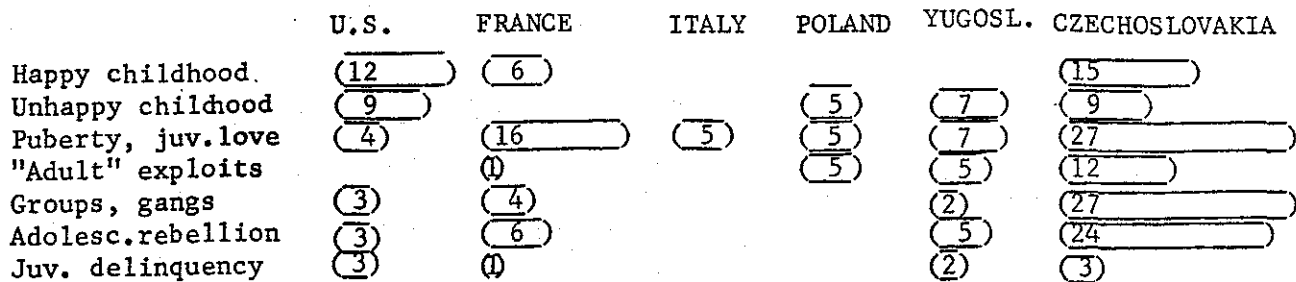 U.S. FRANCE ITALY POLAND YUGOSL. CZECHOSLOVAKIA
Happy childhood. 12 6 15
Unhappy childhood 9 5 7 9
Puberty, juv.love 4 16 5 5 7 27
"Adult" exploits 1 5 5 12
Groups, gangs 3 4 2 27
Adolesc.rebellion 3 6 5 24
Juv. delinquency 3 1 2 3